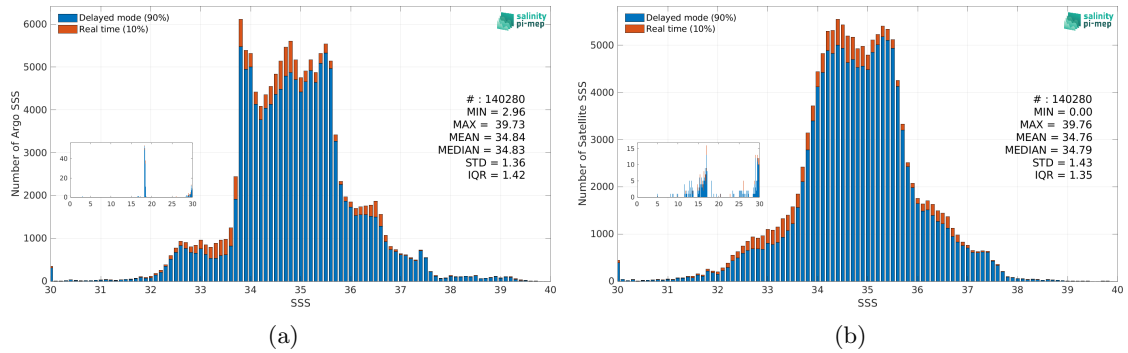 Delayed mode (90%)
Real time (10%)
salinity
pi-mep
Number of Argo SSS
6000
5000
4000
3000
2000
1000
0
# : 140280
MIN = 2.96
MAX = 39.73
MEAN = 34.84
MEDIAN = 34.83
STD = 1.36
IQR = 1.42
40
20
0
0 5 10 15 20 25 30
30 31 32 33 34 35 36 37 38 39 40
SSS
(a)
Delayed mode (90%)
Real time (10%)
salinity
pi-mep
Number of Satellite SSS
5000
4000
3000
2000
1000
0
# : 140280
MIN = 0.00
MAX = 39.76
MEAN = 34.76
MEDIAN = 34.79
STD = 1.43
IQR = 1.35
15
10
5
0
0 5 10 15 20 25 30
30 31 32 33 34 35 36 37 38 39 40
SSS
(b)